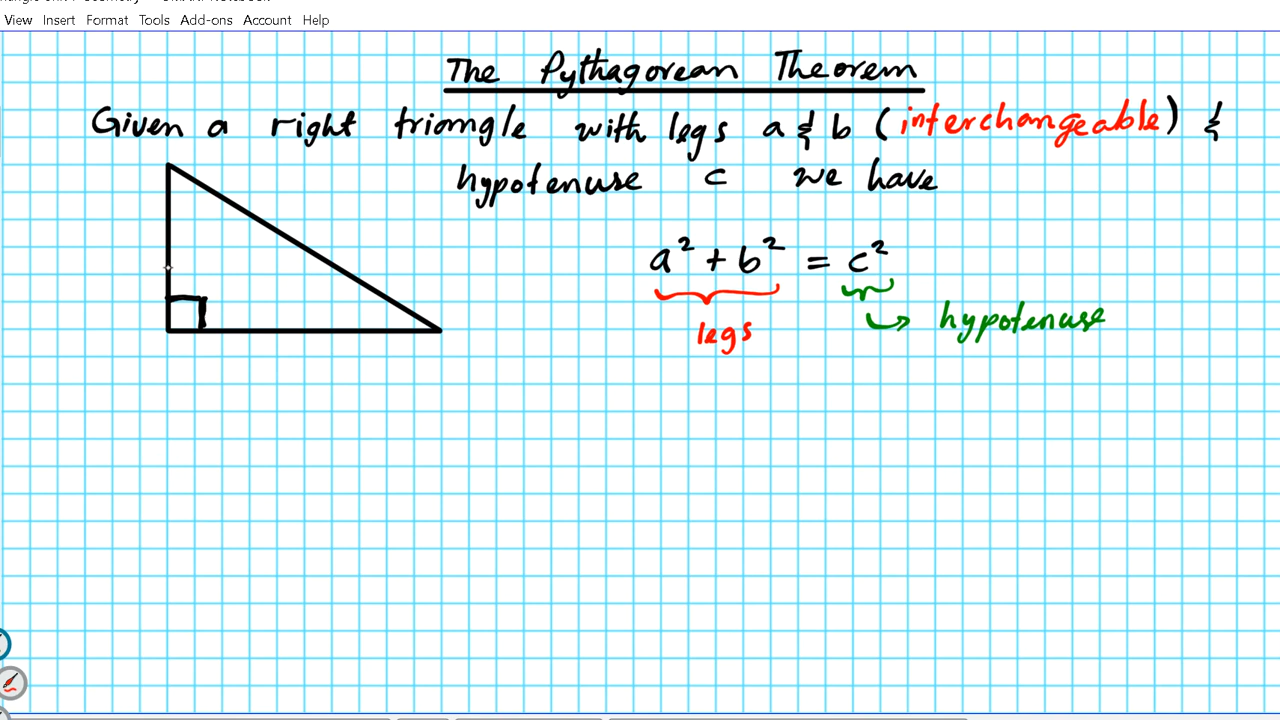 View Insert Format Tools Add-ons Account Help
The Pythagorean Theorem
Given a right triangle with legs a & b (interchangeable) &
hypotenuse c we have
a² + b² = c²
legs
hypotenuse